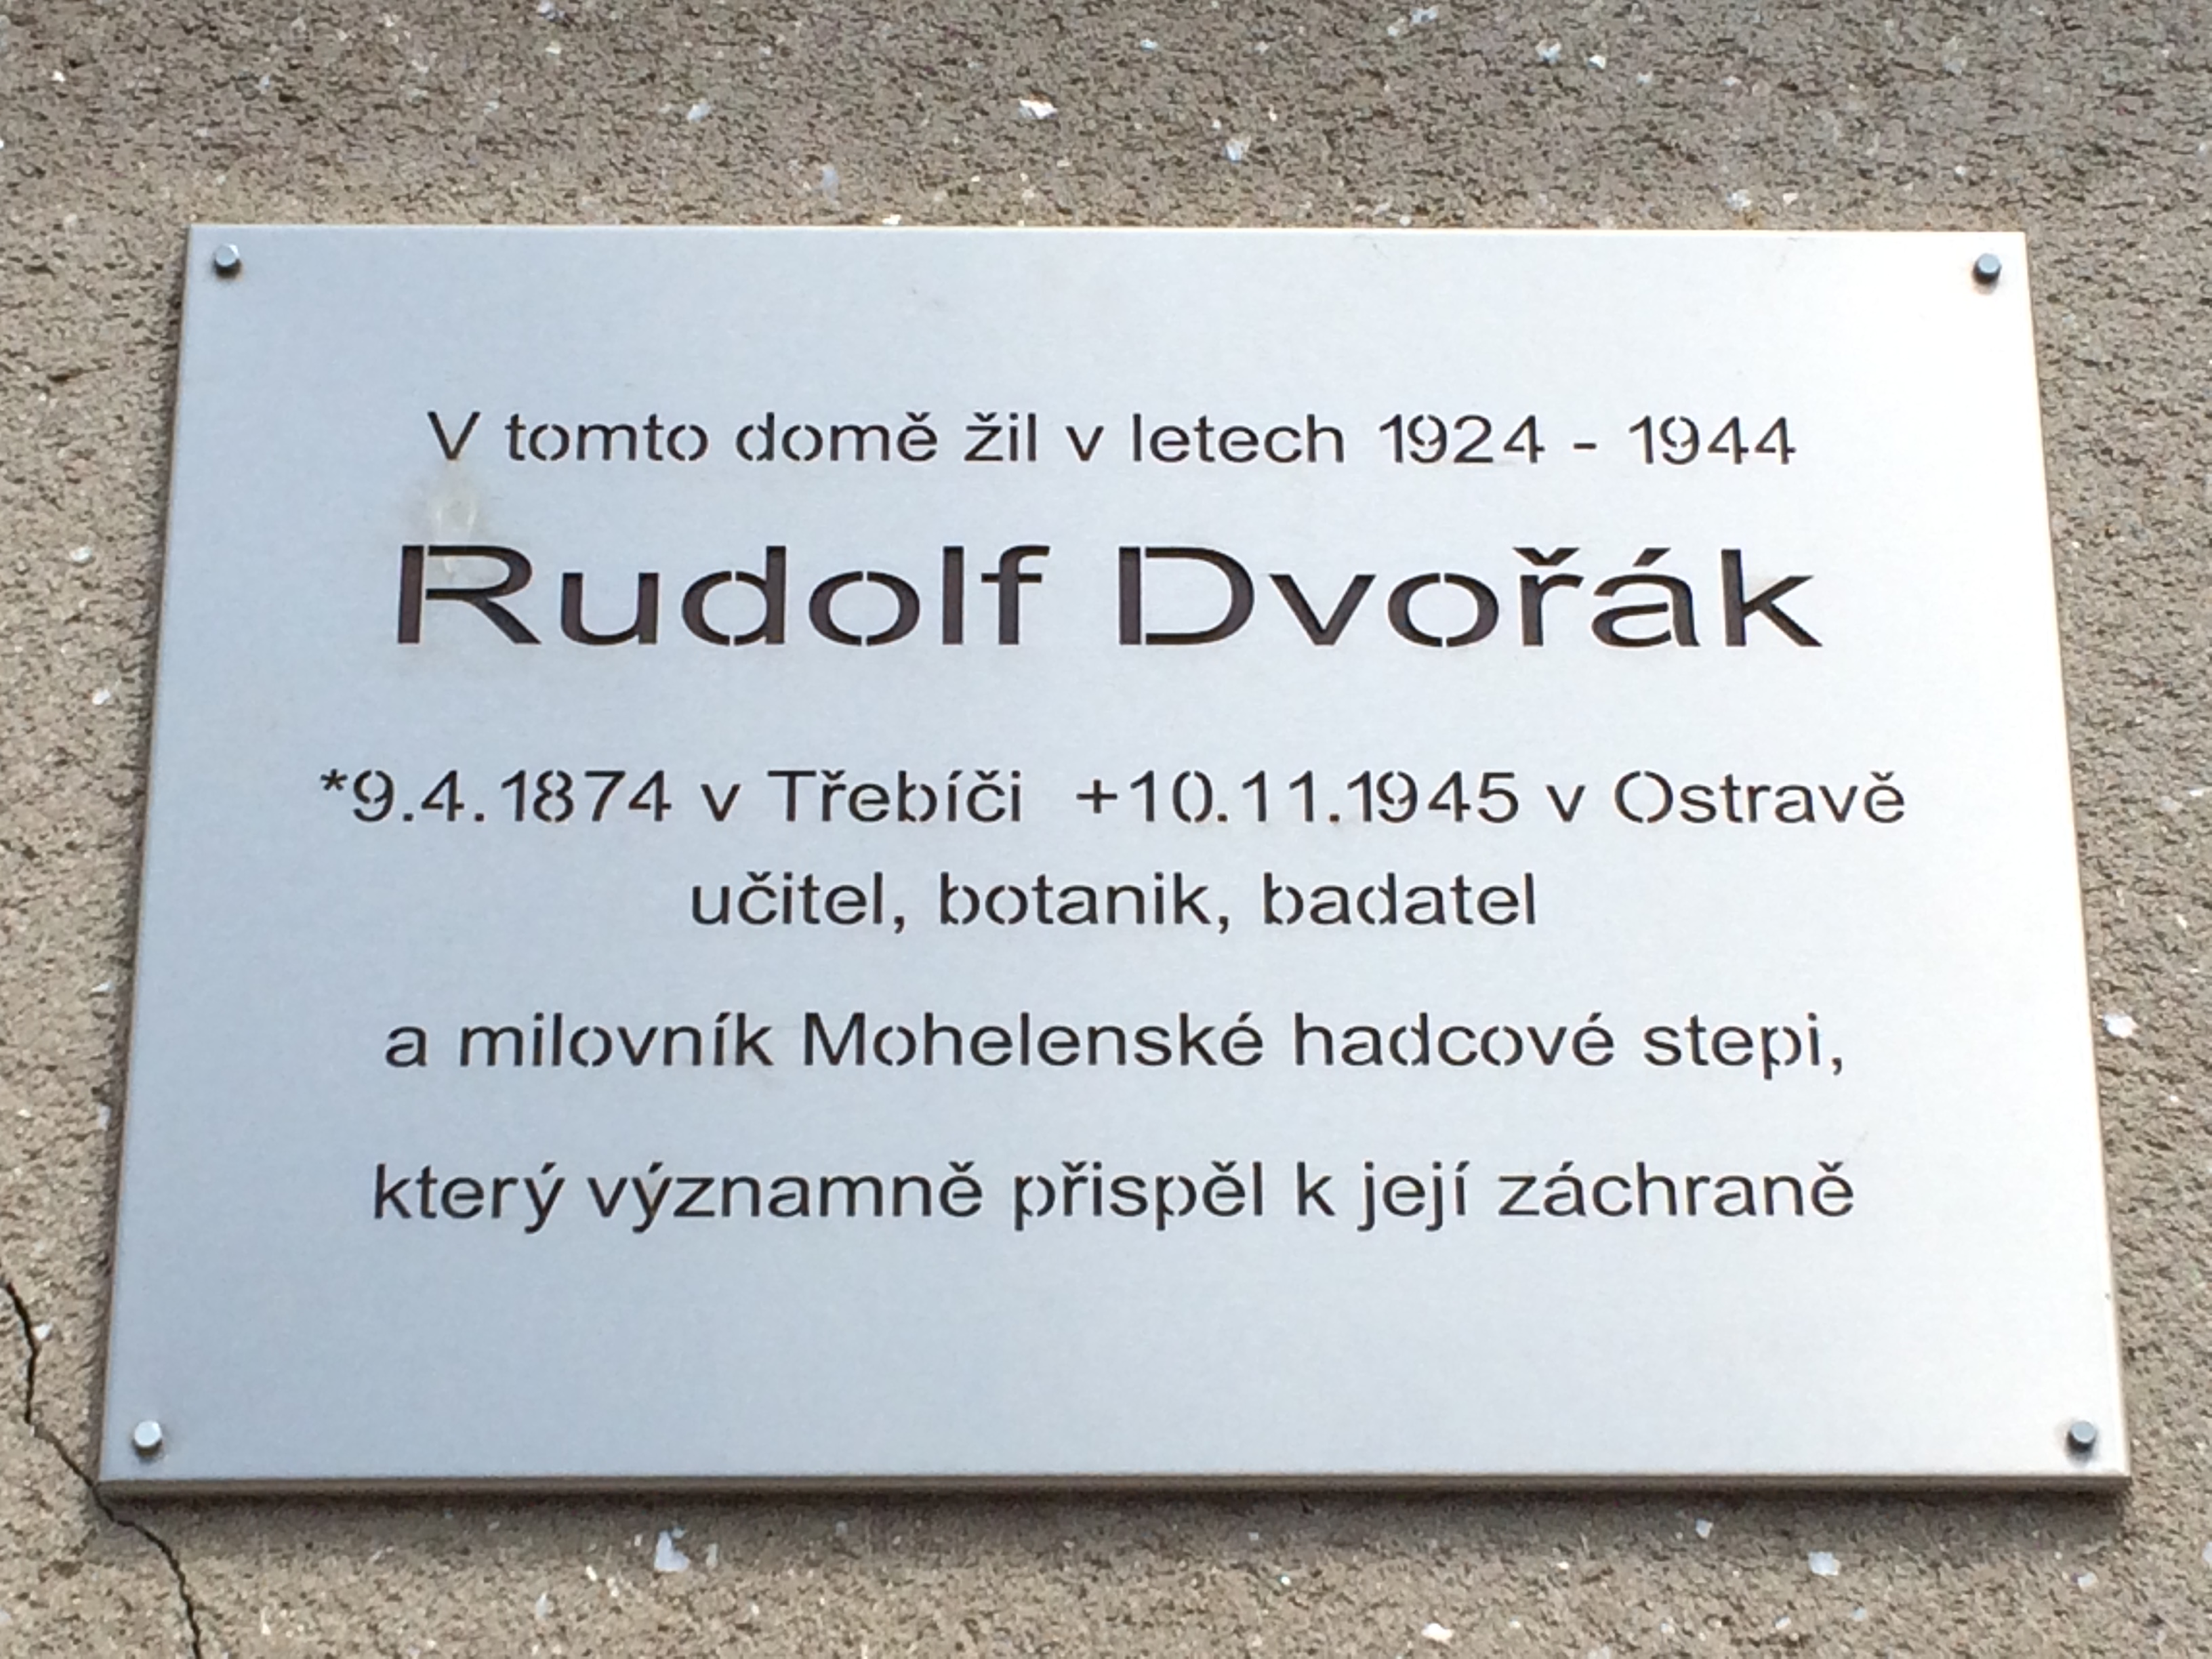 V tomto domě žil v letech 1924 - 1944
Rudolf Dvořák
*9.4.1874 v Třebíči +10.11.1945 v Ostravě
učitel, botanik, badatel
a milovník Mohelenské hadcové stepi,
který významně přispěl k její záchraně